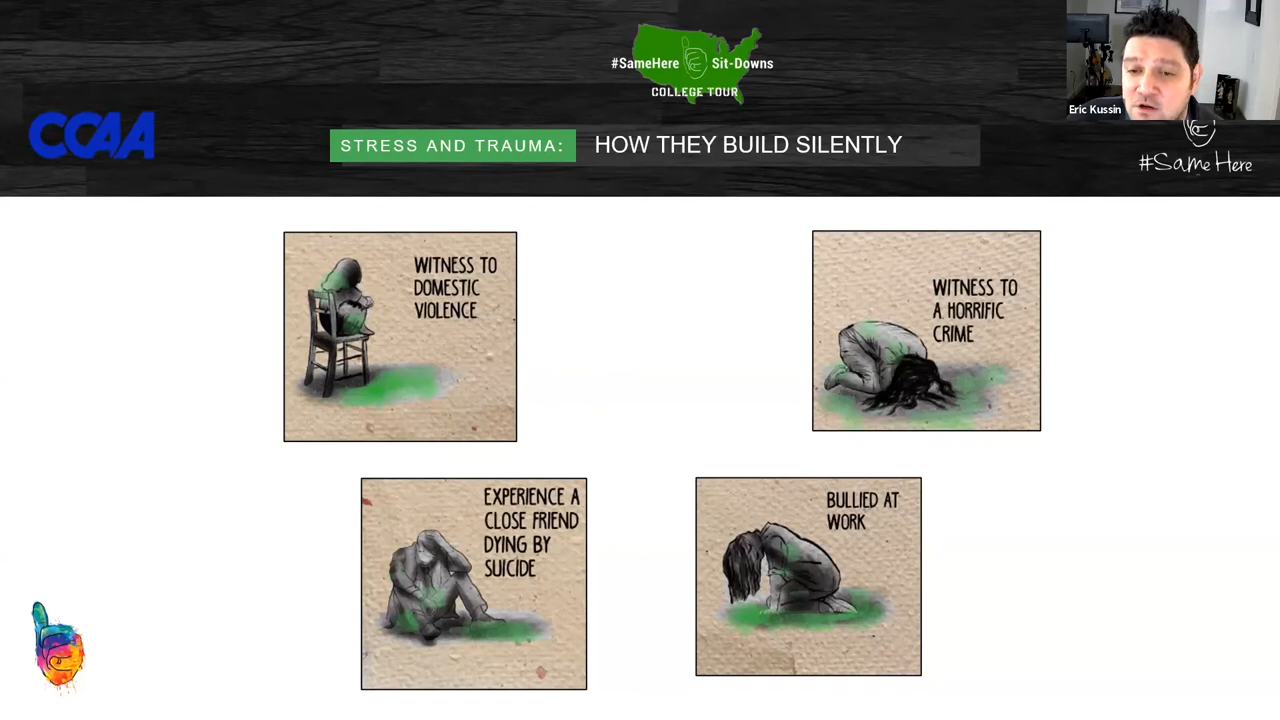 #SameHere Sit-Downs
COLLEGE TOUR
Eric Kussin
CCAA
STRESS AND TRAUMA: HOW THEY BUILD SILENTLY
#SameHere
WITNESS TO
DOMESTIC
VIOLENCE
WITNESS TO
A HORRIFIC
CRIME
EXPERIENCE A
CLOSE FRIEND
DYING BY
SUICIDE
BULLIED AT
WORK